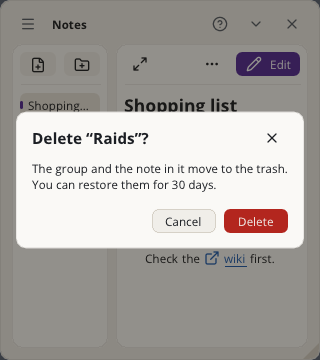 Notes
Edit
Shopping...
Shopping list
Delete “Raids”?
The group and the note in it move to the trash.
You can restore them for 30 days.
Cancel
Delete
Check the wiki first.